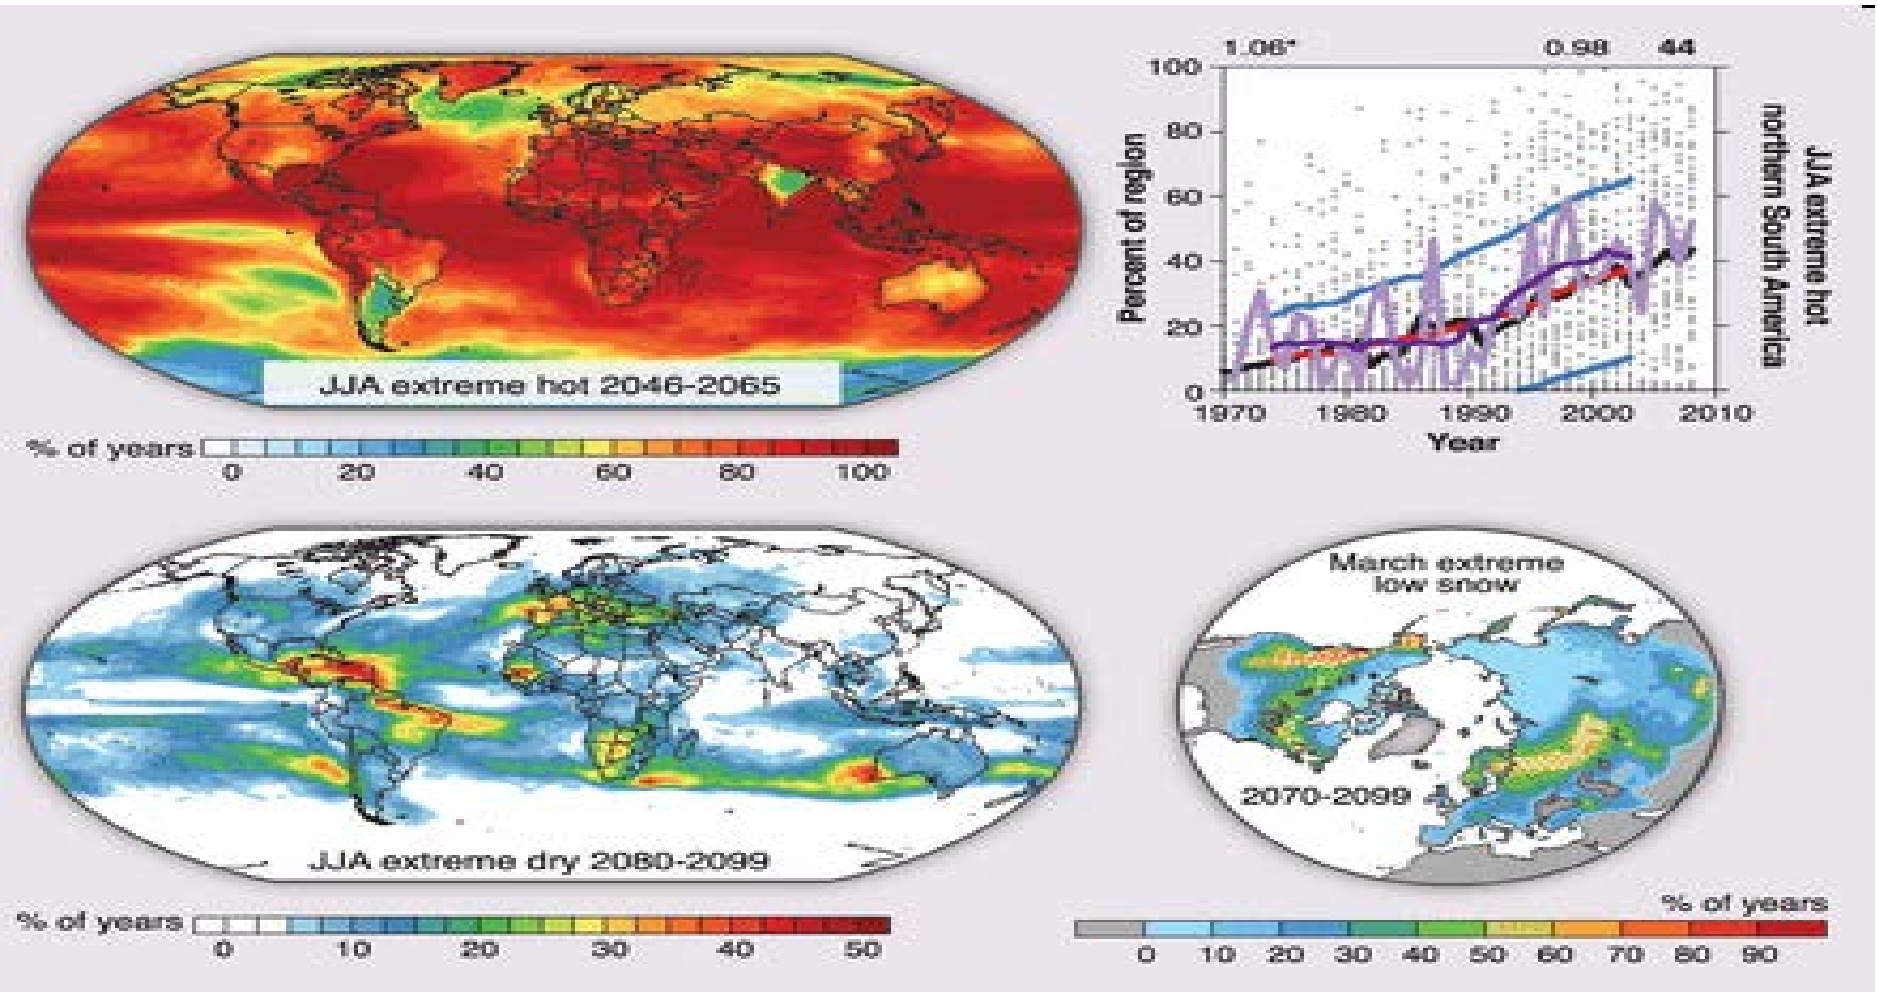 JJA extreme hot 2046-2065
% of years
0 20 40 60 80 100
1.06* 0.98 44
100
80
60
40
20
0
Percent of region
1970 1980 1990 2000 2010
Year
JJA extreme hot
northern South America
JJA extreme dry 2080-2099
% of years
0 10 20 30 40 50
March extreme
low snow
2070-2099
% of years
0 10 20 30 40 50 60 70 80 90